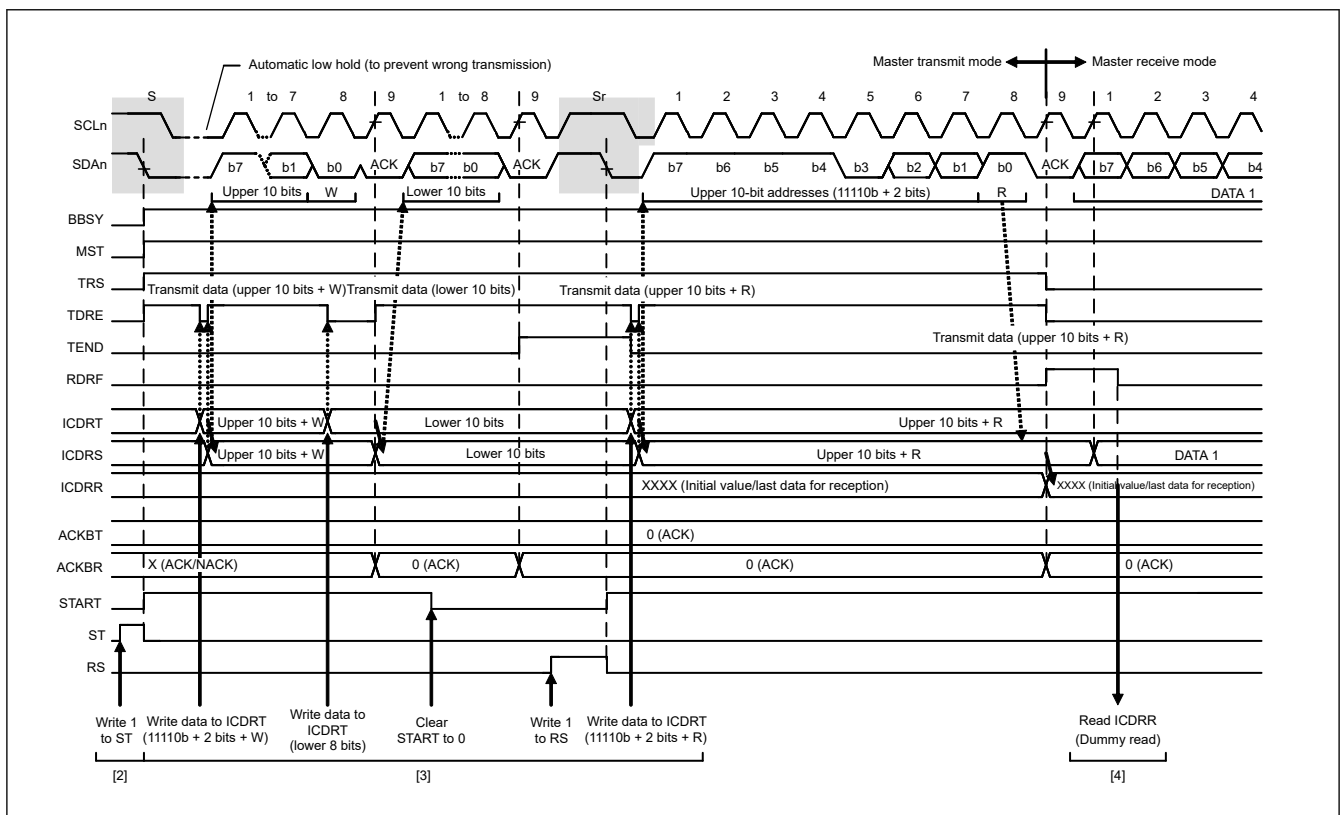 Automatic low hold (to prevent wrong transmission)
Master transmit mode
Master receive mode
S 1 to 7 8 9 1 to 8 9 Sr 1 2 3 4 5 6 7 8 9 1 2 3 4
SCLn
SDAn b7 b1 b0 ACK b7 b0 ACK b7 b6 b5 b4 b3 b2 b1 b0 ACK b7 b6 b5 b4
Upper 10 bits W Lower 10 bits Upper 10-bit addresses (11110b + 2 bits) R DATA 1
BBSY
MST
TRS
Transmit data (upper 10 bits + W) Transmit data (lower 10 bits) Transmit data (upper 10 bits + R)
TDRE
Transmit data (upper 10 bits + R)
TEND
RDRF
ICDRT Upper 10 bits + W Lower 10 bits Upper 10 bits + R
ICDRS Upper 10 bits + W Lower 10 bits Upper 10 bits + R DATA 1
ICDRR XXXX (Initial value/last data for reception) XXXX (Initial value/last data for reception)
ACKBT 0 (ACK)
ACKBR X (ACK/NACK) 0 (ACK) 0 (ACK) 0 (ACK)
START
ST
RS
Write 1
to ST
Write data to ICDRT
(11110b + 2 bits + W)
Write data to
ICDRT
(lower 8 bits)
Clear
START to 0
Write 1
to RS
Write data to ICDRT
(11110b + 2 bits + R)
Read ICDRR
(Dummy read)
[2] [3] [4]